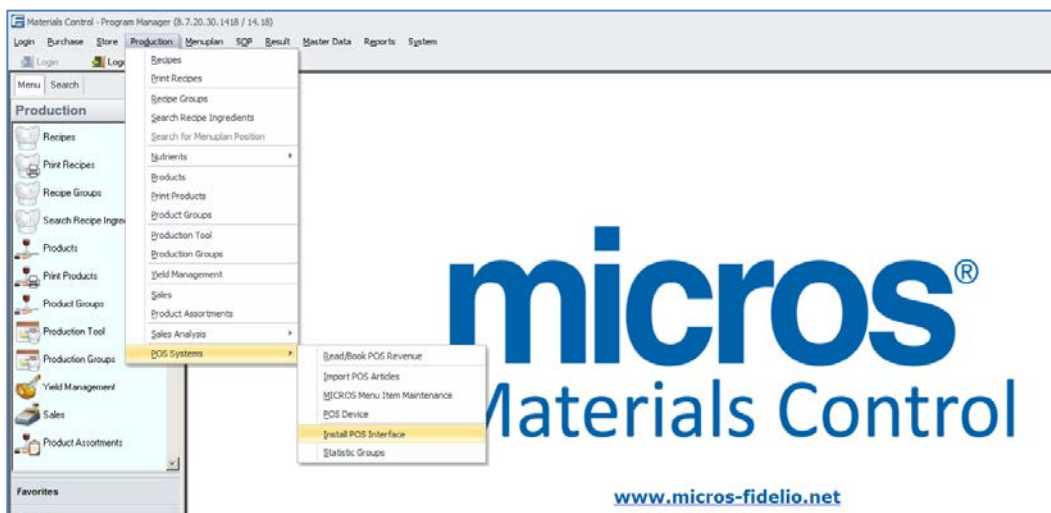 Materials Control - Program Manager (8.7.20.30.1418 / 14.18)
Login Purchase Store Production Menuplan SOP Result Master Data Reports System
Login Logo
Menu Search
Production
Recipes
Print Recipes
Recipe Groups
Search Recipe Ingre
Products
Print Products
Product Groups
Production Tool
Production Groups
Yield Management
Sales
Product Assortments
Favorites
Recipes
Print Recipes
Recipe Groups
Search Recipe Ingredients
Search for Menuplan Position
Nutrients
Products
Print Products
Product Groups
Production Tool
Production Groups
Yield Management
Sales
Product Assortments
Sales Analysis
POS Systems
Read/Book POS Revenue
Import POS Articles
MICROS Menu Item Maintenance
POS Device
Install POS Interface
Statistic Groups
micros®
Materials Control
www.micros-fidelio.net